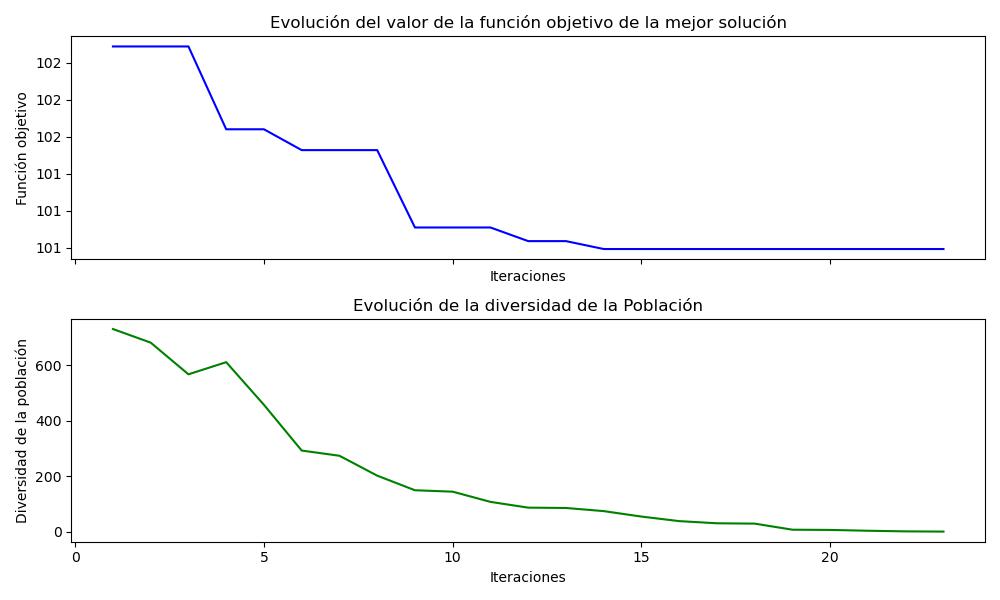 Evolución del valor de la función objetivo de la mejor solución
Función objetivo
102
102
102
101
101
101
Iteraciones
Evolución de la diversidad de la Población
Diversidad de la población
600
400
200
0
0 5 10 15 20
Iteraciones